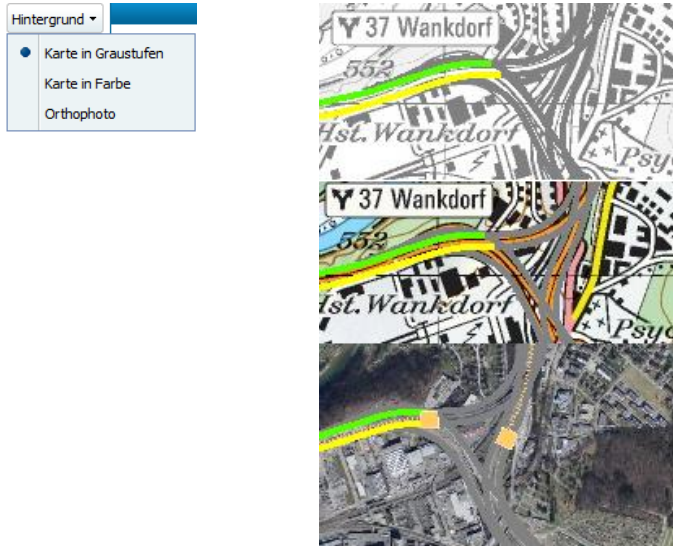 Hintergrund
Karte in Graustufen
Karte in Farbe
Orthophoto
37 Wankdorf
552
Hst. Wankdorf
Psy
37 Wankdorf
552
Hst. Wankdorf
Psyc